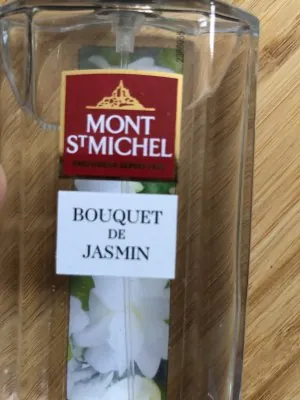 MONT
ST MICHEL
BOUQUET
DE
JASMIN